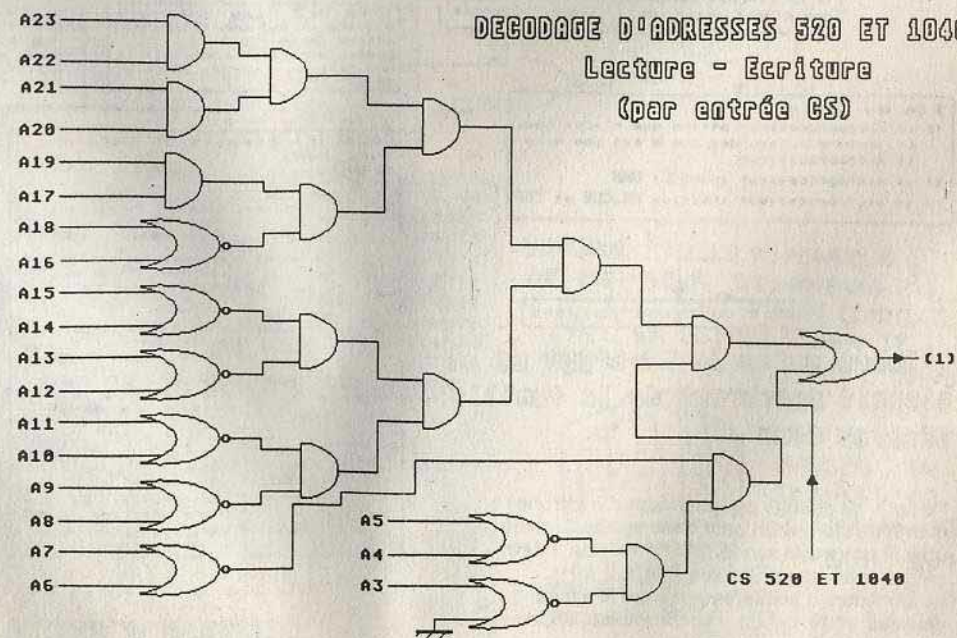 DECODAGE D'ADRESSES 520 ET 1040
Lecture - Ecriture
(par entrée CS)
A23
A22
A21
A20
A19
A17
A18
A16
A15
A14
A13
A12
A11
A10
A9
A8
A7
A6
A5
A4
A3
(1)
CS 520 ET 1040